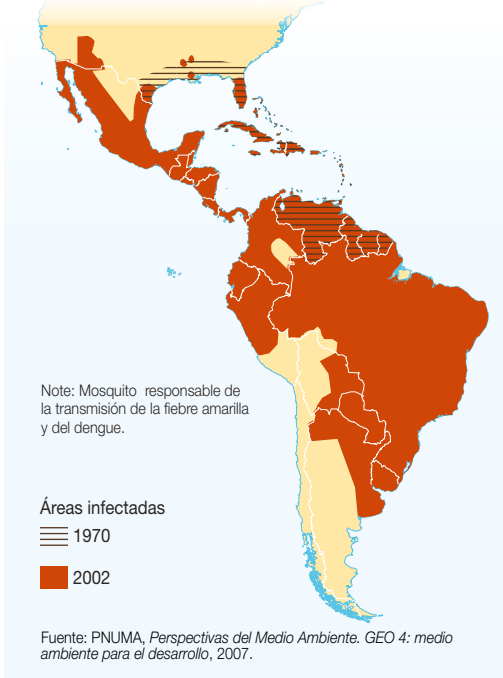 Note: Mosquito responsable de
la transmisión de la fiebre amarilla
y del dengue.
Áreas infectadas
1970
2002
Fuente: PNUMA, Perspectivas del Medio Ambiente. GEO 4: medio
ambiente para el desarrollo, 2007.